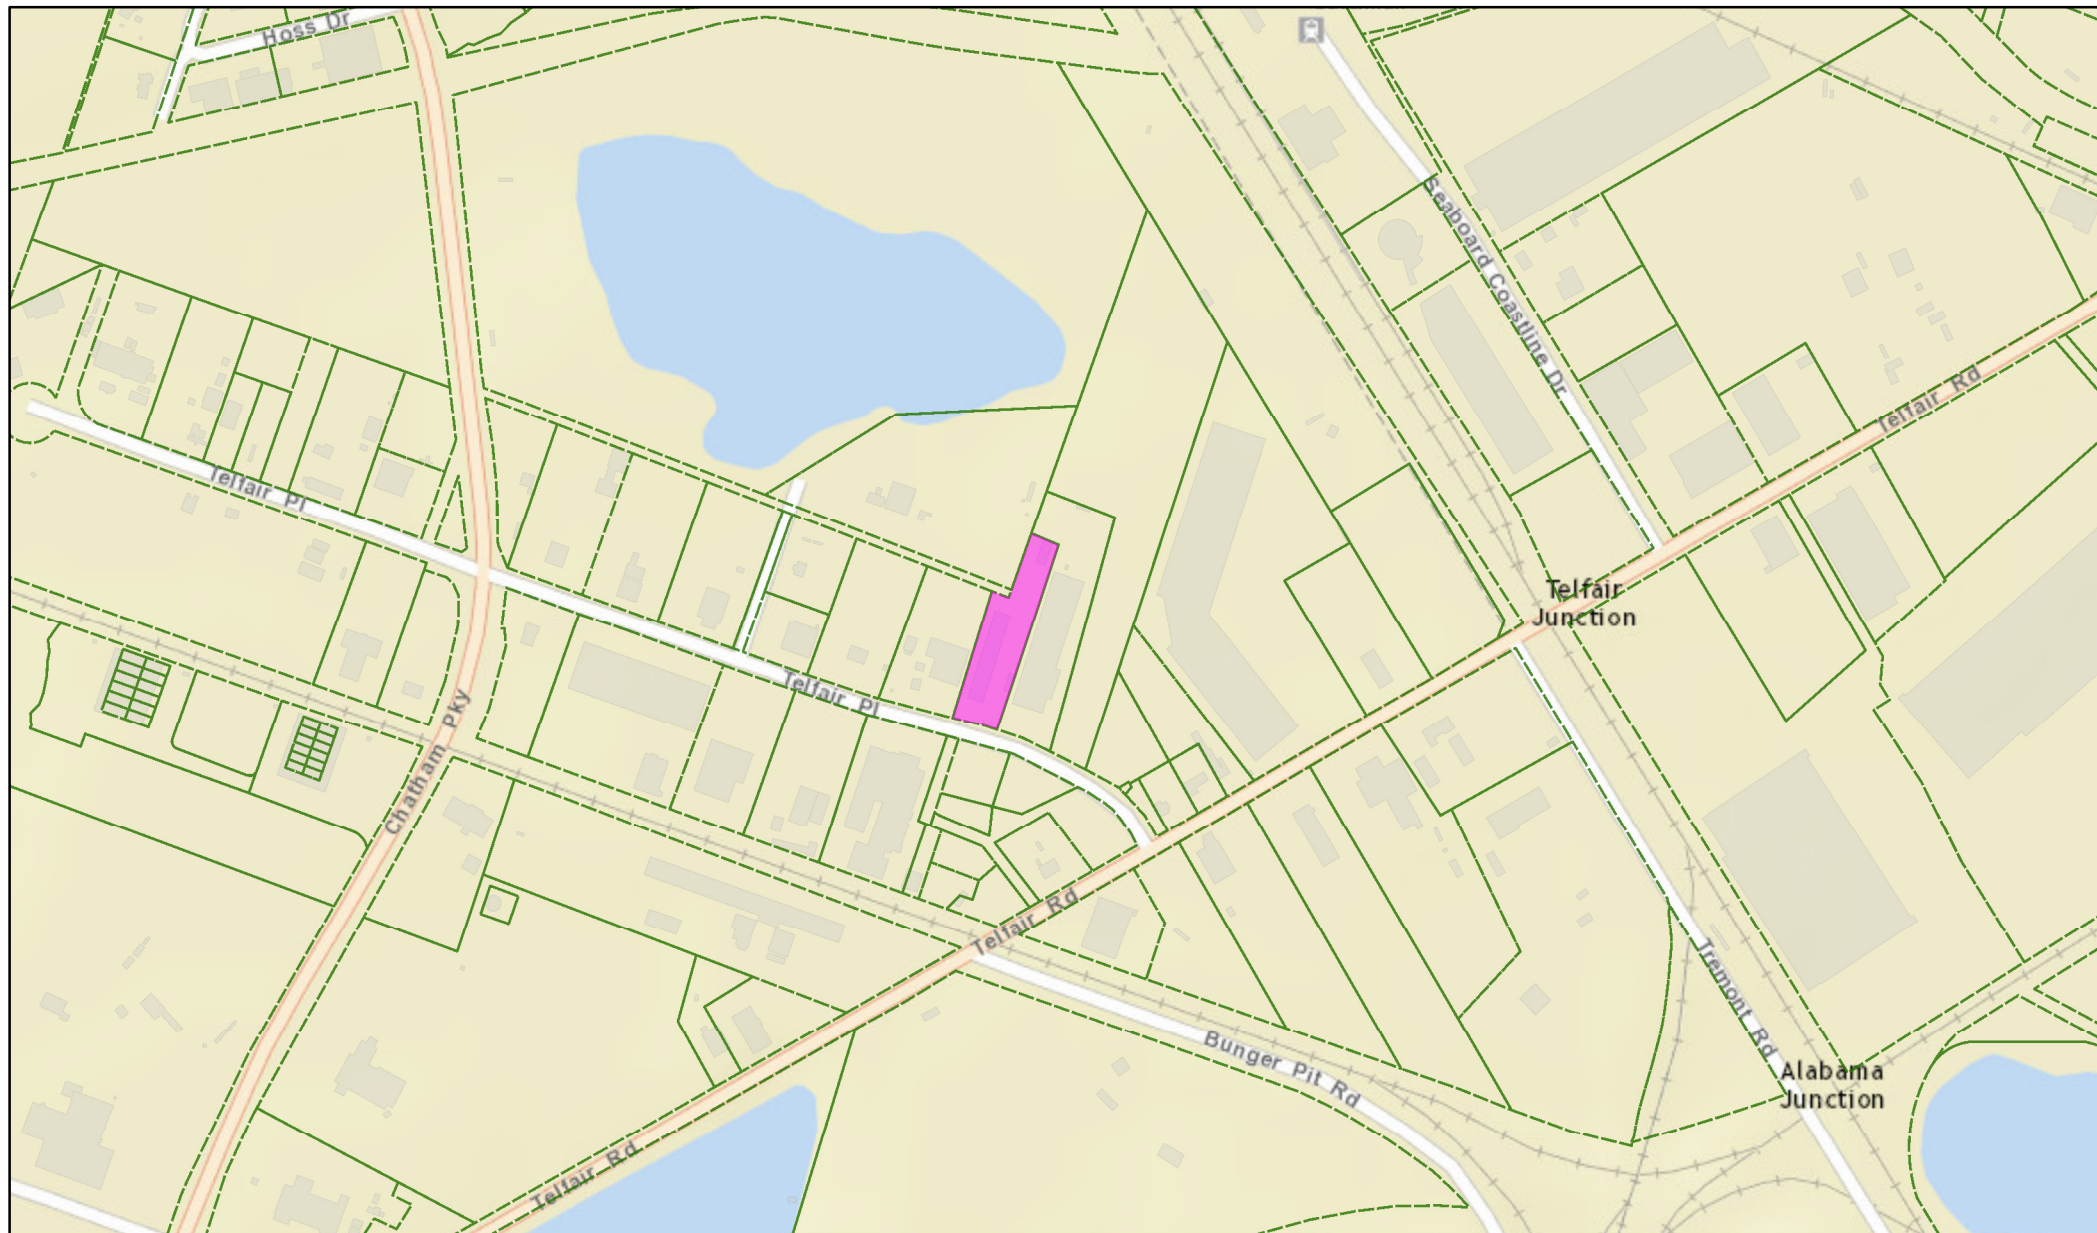 Hoss Dr
Seaboard Coastline Dr
Telfair Rd
Telfair Pl
Telfair
Junction
Telfair Pl
Chatham Pky
Telfair Rd
Tremont Rd
Bunger Pit Rd
Alabama
Junction
Telfair Rd